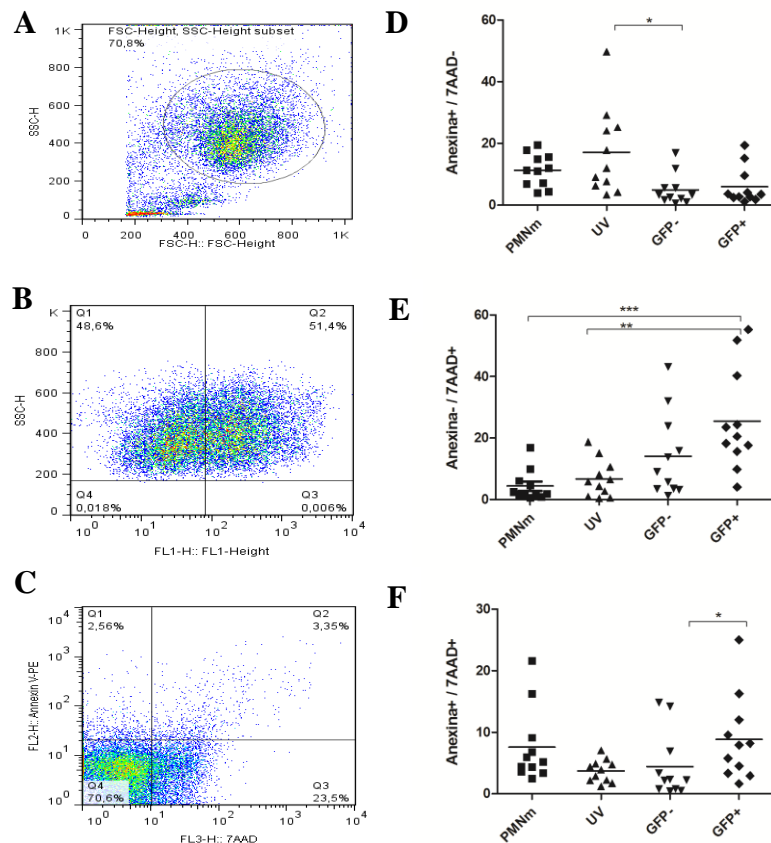 A
FSC-Height, SSC-Height subset
70,8%
1K
800
600
400
200
0
SSC-H
200 400 600 800 1K
FSC-H:: FSC-Height
B
Q1
48,6%
Q2
51,4%
K
800
600
400
200
0
SSC-H
Q4
0,018%
Q3
0,006%
10^0 10^1 10^2 10^3 10^4
FL1-H:: FL1-Height
C
Q1
2,56%
Q2
3,35%
10^4
10^3
10^2
10^1
10^0
FL2-H:: Annexin V-PE
Q4
70,6%
Q3
23,5%
10^0 10^1 10^2 10^3 10^4
FL3-H:: 7AAD
D
60
40
20
0
Anexina+ / 7AAD-
*
PMNm UV GFP- GFP+
E
60
40
20
0
Anexina- / 7AAD+
***
**
PMNm UV GFP- GFP+
F
30
20
10
0
Anexina+ / 7AAD+
*
PMNm UV GFP- GFP+